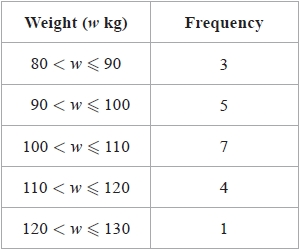 Weight (w kg) Frequency
80 < w ⩽ 90 3
90 < w ⩽ 100 5
100 < w ⩽ 110 7
110 < w ⩽ 120 4
120 < w ⩽ 130 1